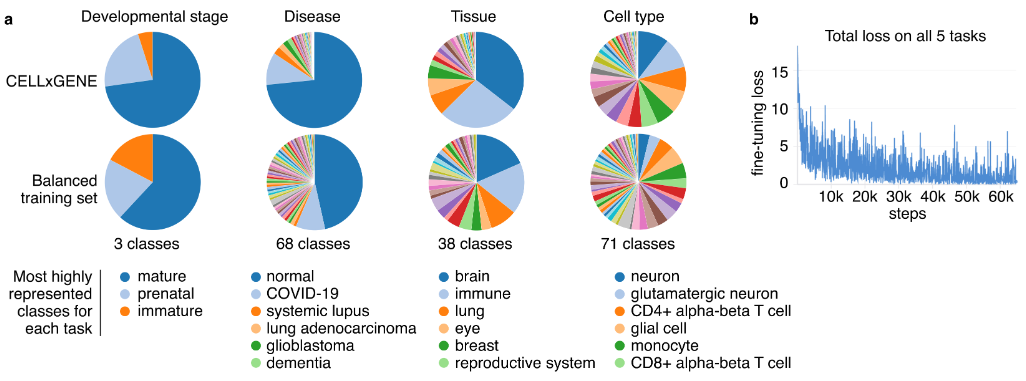 a
Developmental stage
Disease
Tissue
Cell type
CELLxGENE
Balanced
training set
3 classes
68 classes
38 classes
71 classes
Most highly
represented
classes for
each task
mature
prenatal
immature
normal
COVID-19
systemic lupus
lung adenocarcinoma
glioblastoma
dementia
brain
immune
lung
eye
breast
reproductive system
neuron
glutamatergic neuron
CD4+ alpha-beta T cell
glial cell
monocyte
CD8+ alpha-beta T cell
b
Total loss on all 5 tasks
fine-tuning loss
15
10
5
0
10k 20k 30k 40k 50k 60k
steps